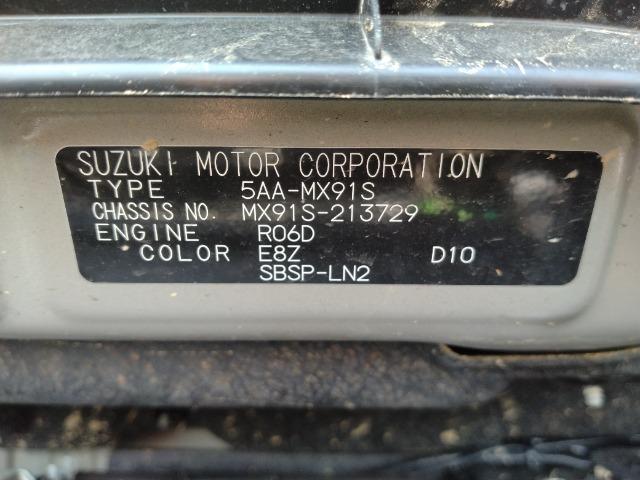 SUZUKI MOTOR CORPORATION
TYPE 5AA-MX91S
CHASSIS NO. MX91S-213729
ENGINE R06D
COLOR E8Z D10
SBSP-LN2